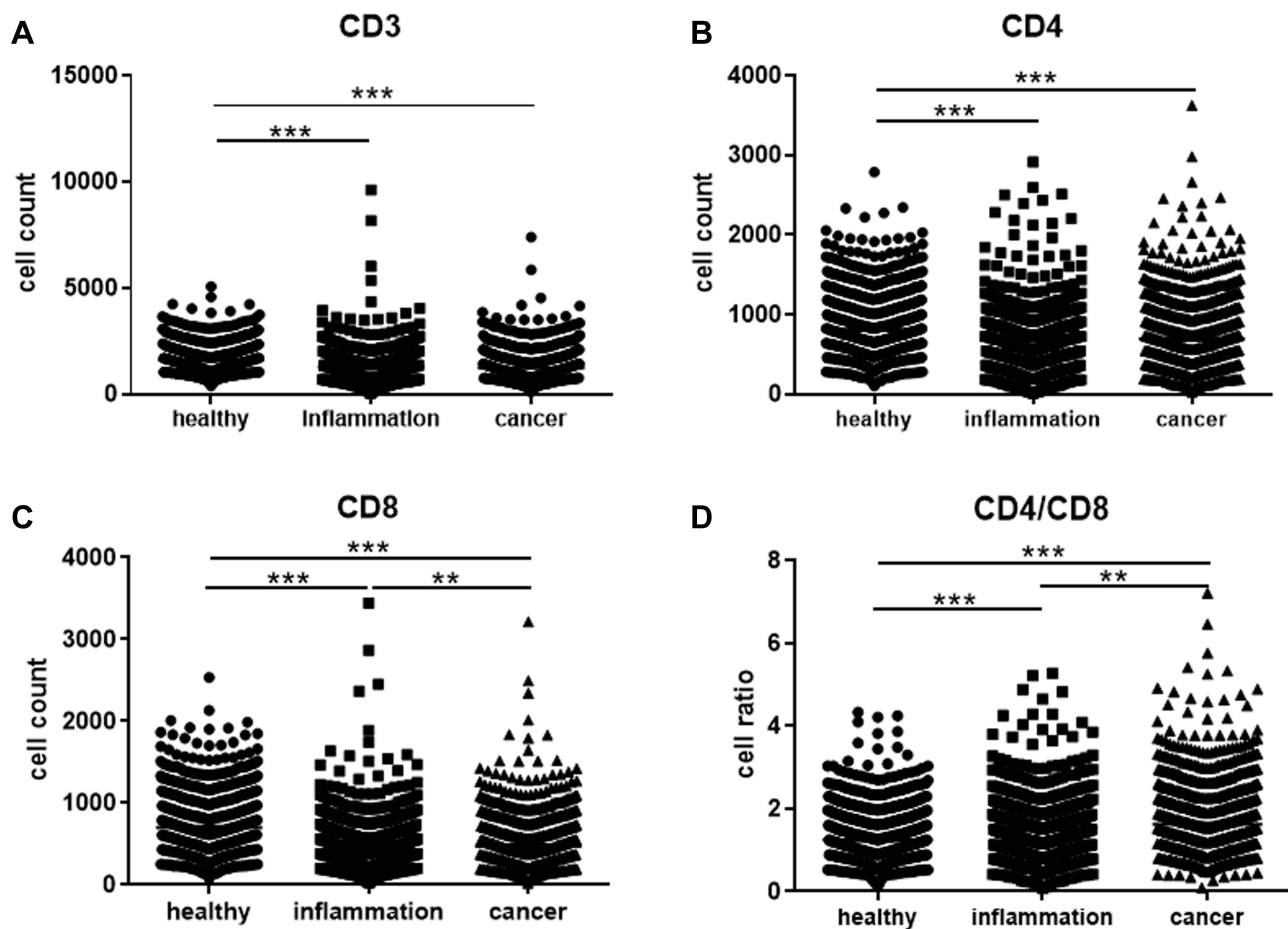 A
CD3
cell count
15000
10000
5000
0
***
***
healthy
Inflammation
cancer
B
CD4
cell count
4000
3000
2000
1000
0
***
***
healthy
inflammation
cancer
C
CD8
cell count
4000
3000
2000
1000
0
***
***
**
healthy
inflammation
cancer
D
CD4/CD8
cell ratio
8
6
4
2
0
***
**
***
healthy
inflammation
cancer